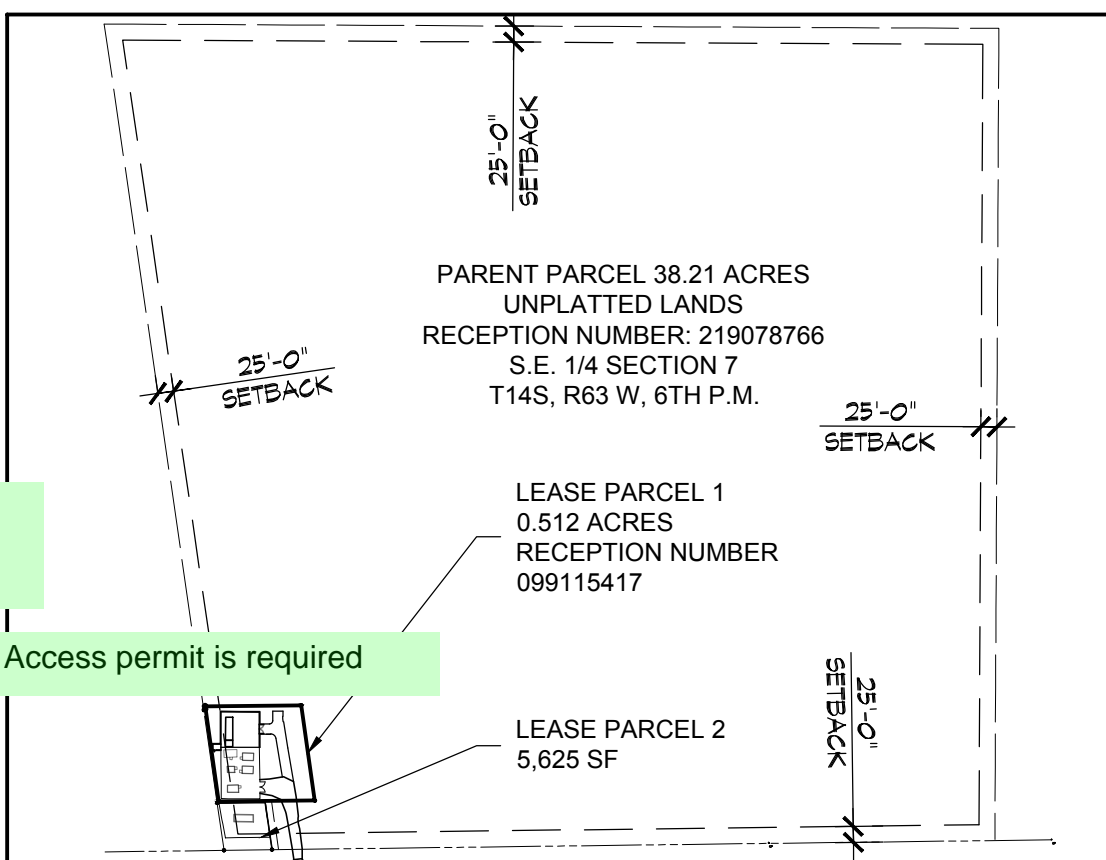 25'-0"
SETBACK
PARENT PARCEL 38.21 ACRES
UNPLATTED LANDS
RECEPTION NUMBER: 219078766
S.E. 1/4 SECTION 7
T14S, R63 W, 6TH P.M.
25'-0"
SETBACK
25'-0"
SETBACK
LEASE PARCEL 1
0.512 ACRES
RECEPTION NUMBER
099115417
Access permit is required
25'-0"
SETBACK
LEASE PARCEL 2
5,625 SF